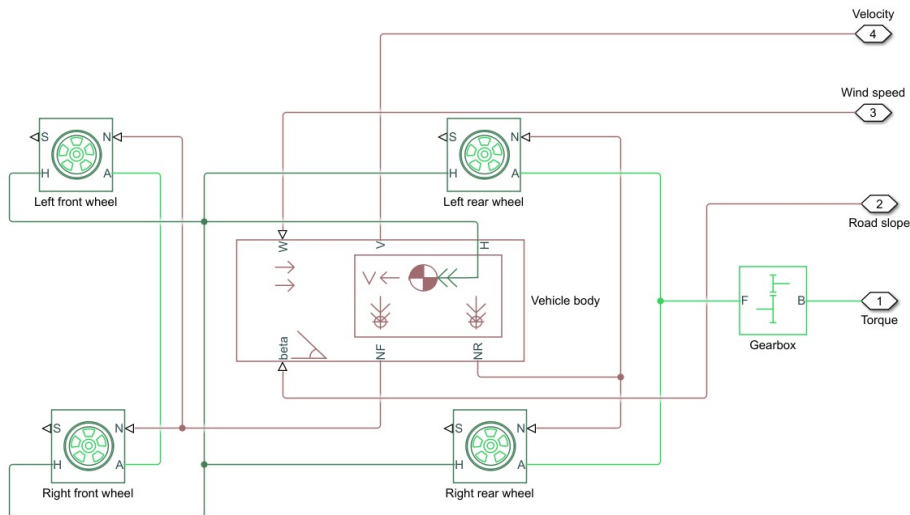 Velocity
4
Wind speed
3
S
N
H
A
Left front wheel
S
N
H
A
Left rear wheel
2
Road slope
W
V
H
V
Vehicle body
beta
NF
NR
F
B
Gearbox
1
Torque
S
N
H
A
Right front wheel
S
N
H
A
Right rear wheel